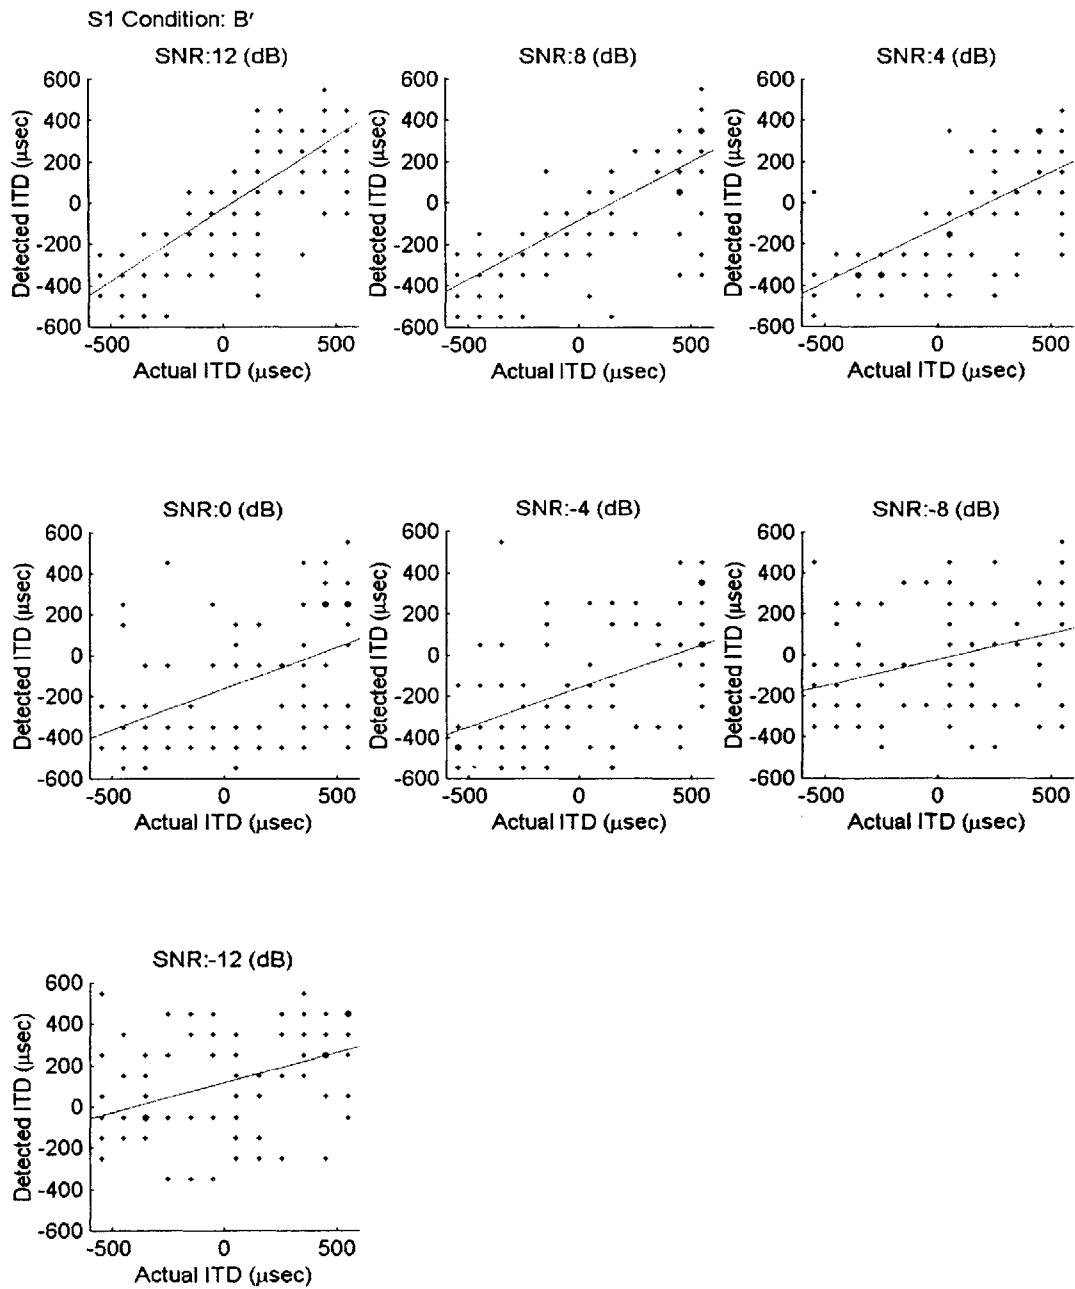 S1 Condition: B′
SNR:12 (dB)
600
400
200
0
-200
-400
-600
Detected ITD (μsec)
-500 0 500
Actual ITD (μsec)
SNR:8 (dB)
600
400
200
0
-200
-400
-600
Detected ITD (μsec)
-500 0 500
Actual ITD (μsec)
SNR:4 (dB)
600
400
200
0
-200
-400
-600
Detected ITD (μsec)
-500 0 500
Actual ITD (μsec)
SNR:0 (dB)
600
400
200
0
-200
-400
-600
Detected ITD (μsec)
-500 0 500
Actual ITD (μsec)
SNR:-4 (dB)
600
400
200
0
-200
-400
-600
Detected ITD (μsec)
-500 0 500
Actual ITD (μsec)
SNR:-8 (dB)
600
400
200
0
-200
-400
-600
Detected ITD (μsec)
-500 0 500
Actual ITD (μsec)
SNR:-12 (dB)
600
400
200
0
-200
-400
-600
Detected ITD (μsec)
-500 0 500
Actual ITD (μsec)